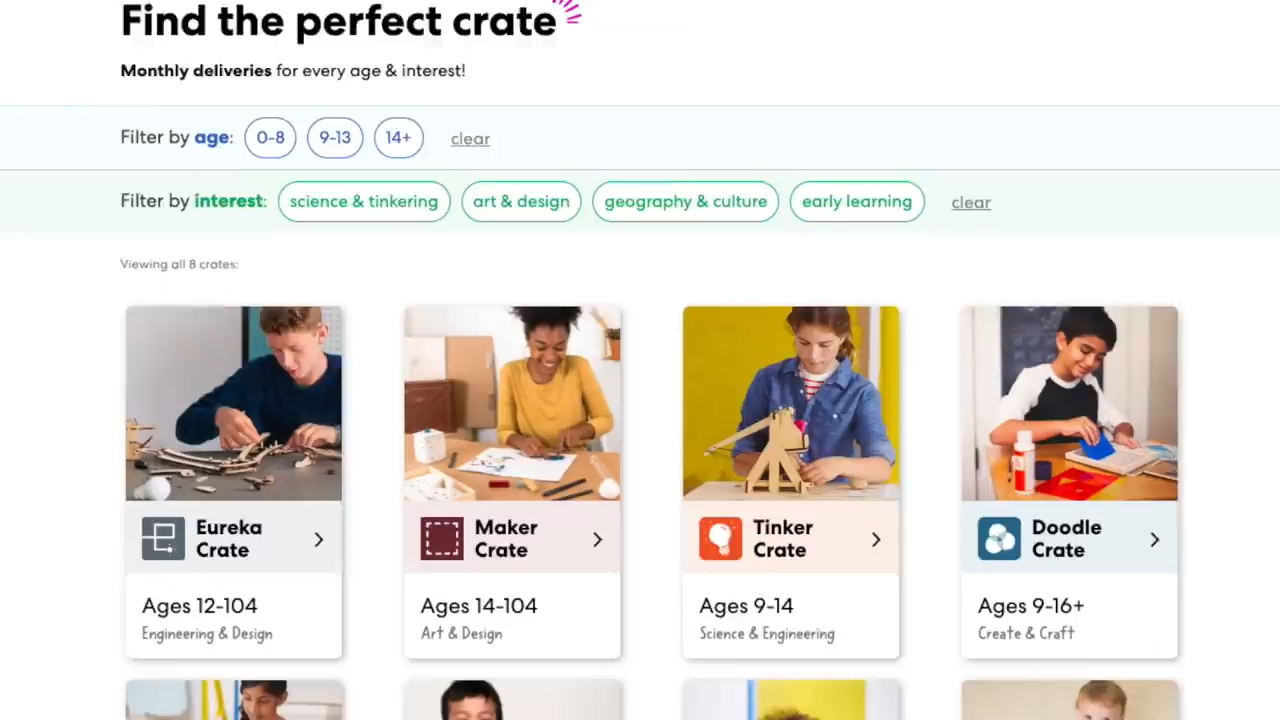 Find the perfect crate
Monthly deliveries for every age & interest!
Filter by age: 0-8 9-13 14+ clear
Filter by interest: science & tinkering art & design geography & culture early learning clear
Viewing all 8 crates:
Eureka
Crate
Ages 12-104
Engineering & Design
Maker
Crate
Ages 14-104
Art & Design
Tinker
Crate
Ages 9-14
Science & Engineering
Doodle
Crate
Ages 9-16+
Create & Craft